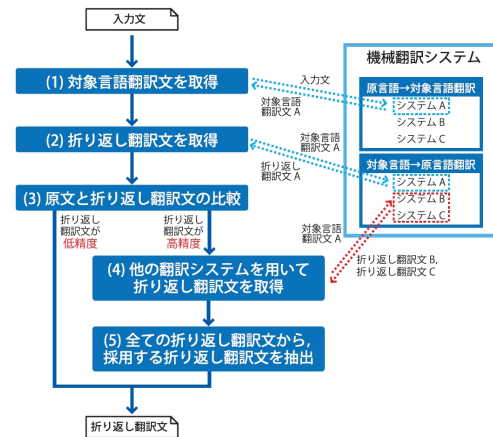 入力文
(1) 対象言語翻訳文を取得
(2) 折り返し翻訳文を取得
(3) 原文と折り返し翻訳文の比較
折り返し
翻訳文が
低精度
折り返し
翻訳文が
高精度
(4) 他の翻訳システムを用いて
折り返し翻訳文を取得
(5) 全ての折り返し翻訳文から,
採用する折り返し翻訳文を抽出
折り返し翻訳文
入力文
対象言語
翻訳文 A
対象言語
翻訳文 A
折り返し
翻訳文 A
対象言語
翻訳文 A
折り返し翻訳文 B,
折り返し翻訳文 C
機械翻訳システム
原言語→対象言語翻訳
システム A
システム B
システム C
対象言語→原言語翻訳
システム A
システム B
システム C